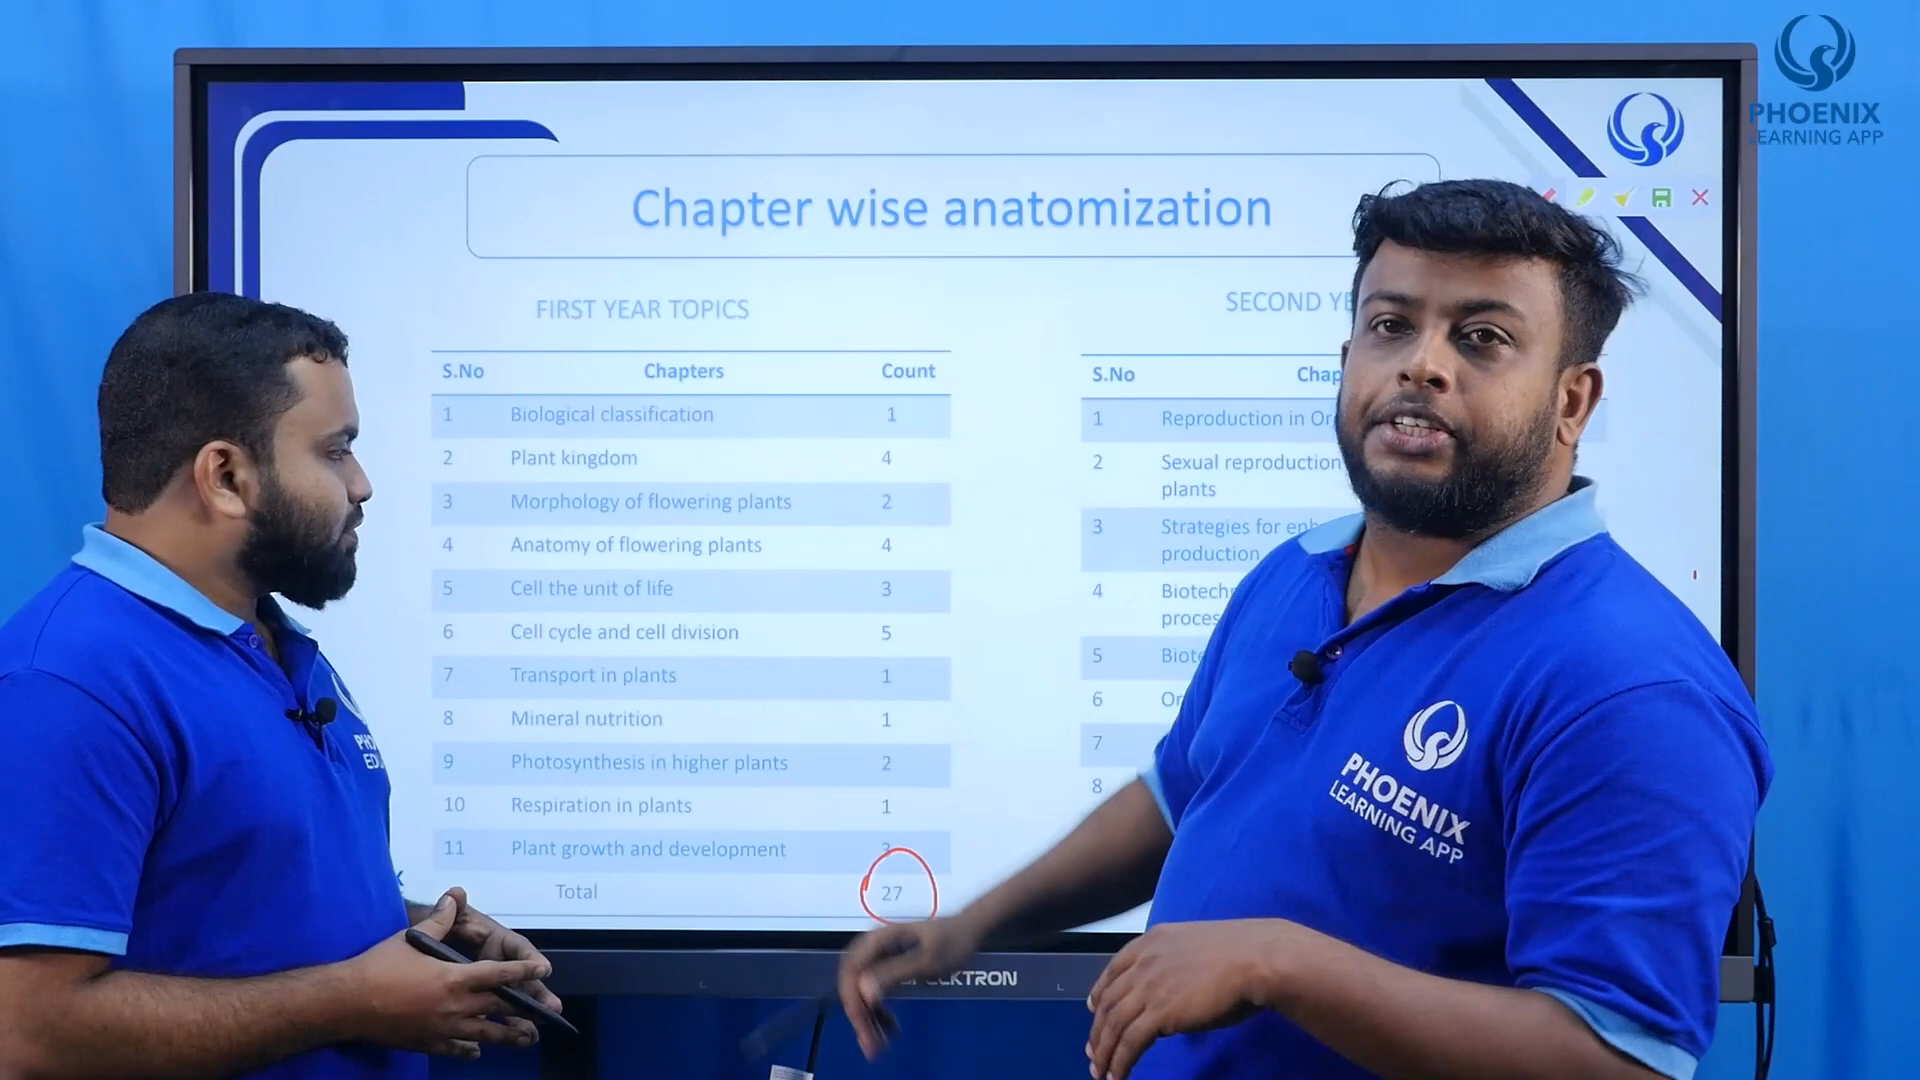 PHOENIX
LEARNING APP
Chapter wise anatomization
FIRST YEAR TOPICS
S.No Chapters Count
1 Biological classification 1
2 Plant kingdom 4
3 Morphology of flowering plants 2
4 Anatomy of flowering plants 4
5 Cell the unit of life 3
6 Cell cycle and cell division 5
7 Transport in plants 1
8 Mineral nutrition 1
9 Photosynthesis in higher plants 2
10 Respiration in plants 1
11 Plant growth and development 3
Total 27
SECOND YE
S.No Chap
1 Reproduction in Or
2 Sexual reproduction
plants
3 Strategies for enh
production
4 Biotech
proces
5 Biote
6 Or
7
8
PHOENIX
LEARNING APP